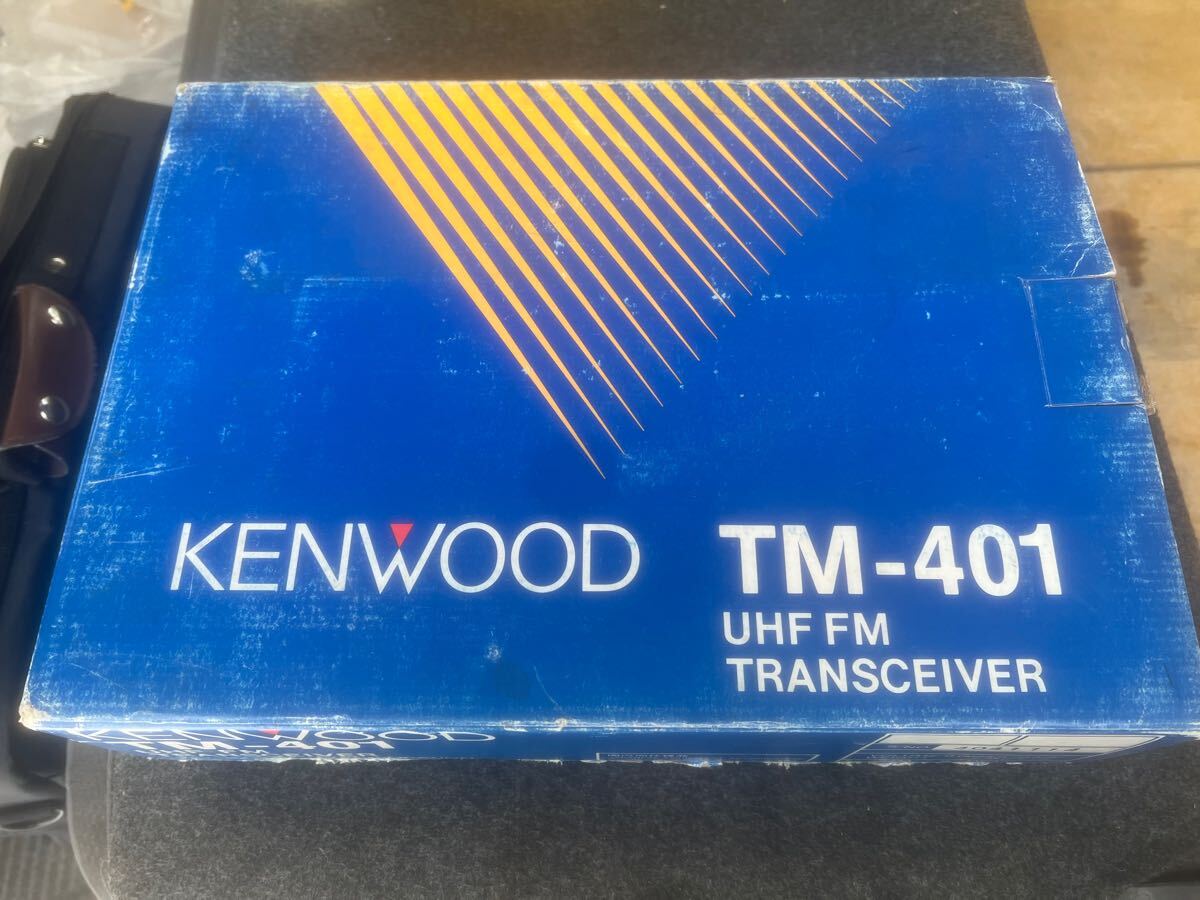 KENWOOD
TM-401
UHF FM
TRANSCEIVER
KENWOOD
TM-401